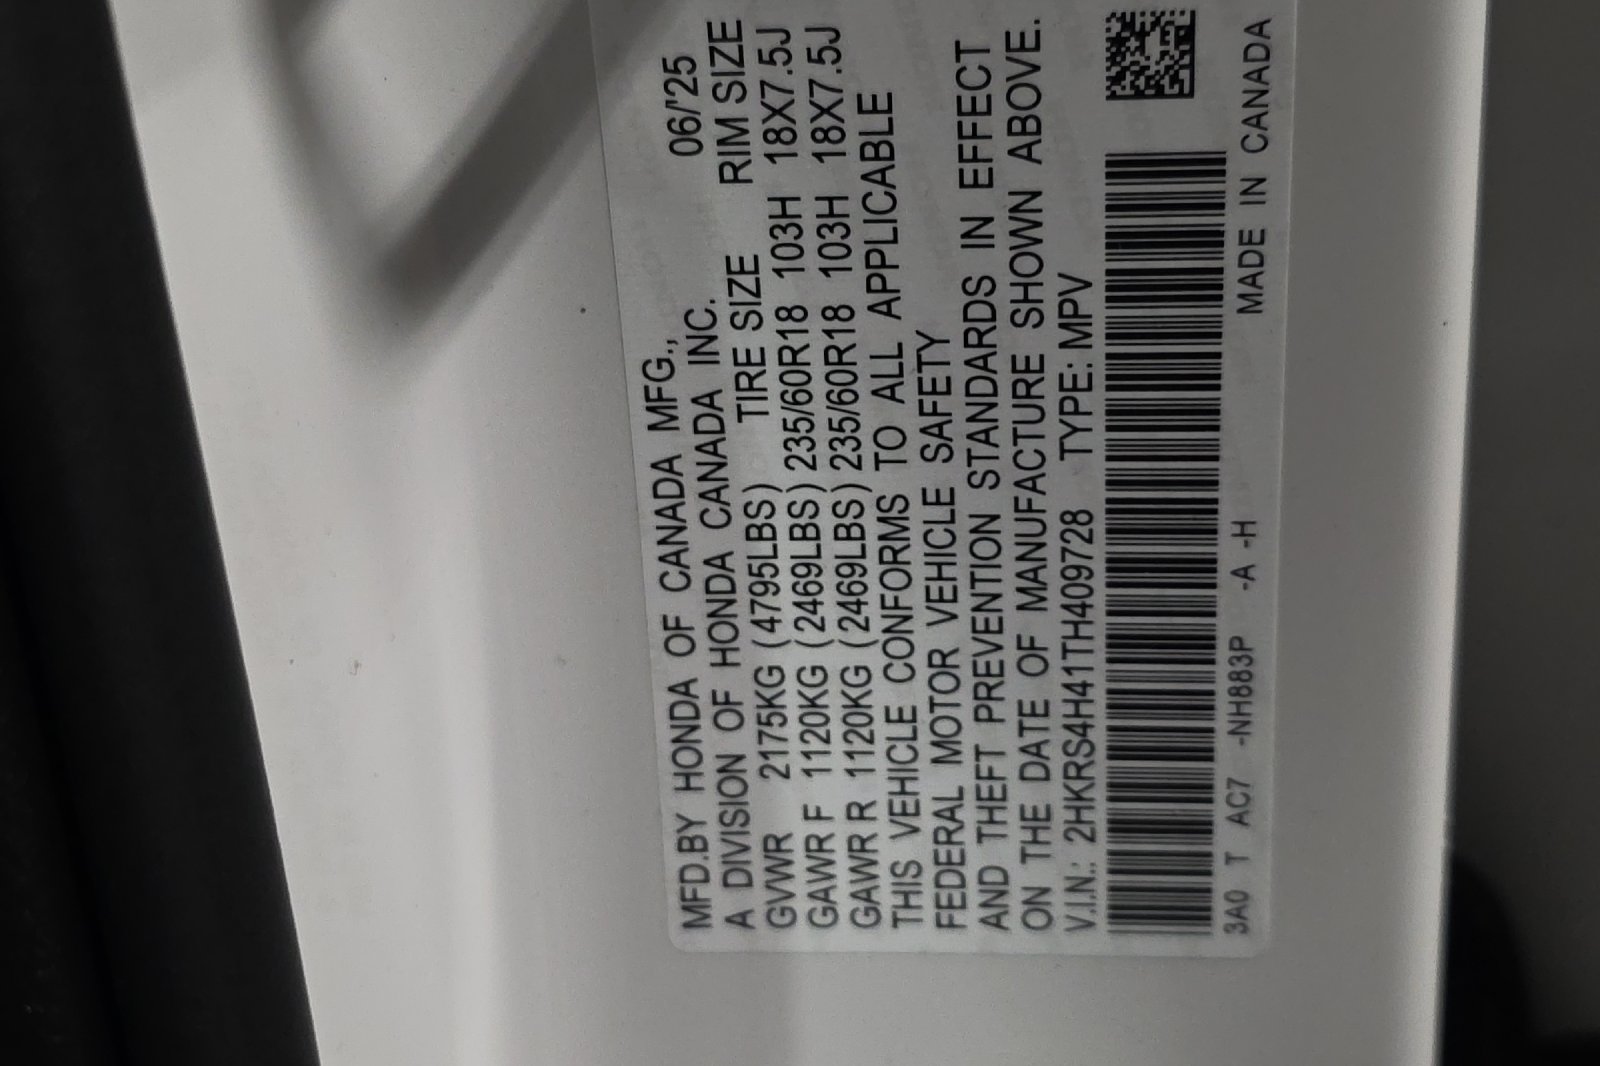 MFD.BY HONDA OF CANADA MFG., 06/'25
A DIVISION OF HONDA CANADA INC.
GVWR 2175KG (4795LBS) TIRE SIZE RIM SIZE
GAWR F 1120KG (2469LBS) 235/60R18 103H 18X7.5J
GAWR R 1120KG (2469LBS) 235/60R18 103H 18X7.5J
THIS VEHICLE CONFORMS TO ALL APPLICABLE
FEDERAL MOTOR VEHICLE SAFETY
AND THEFT PREVENTION STANDARDS IN EFFECT
ON THE DATE OF MANUFACTURE SHOWN ABOVE.
V.I.N.: 2HKRS4H41TH409728 TYPE: MPV
3A0 T AC7 -NH883P -A -H MADE IN CANADA